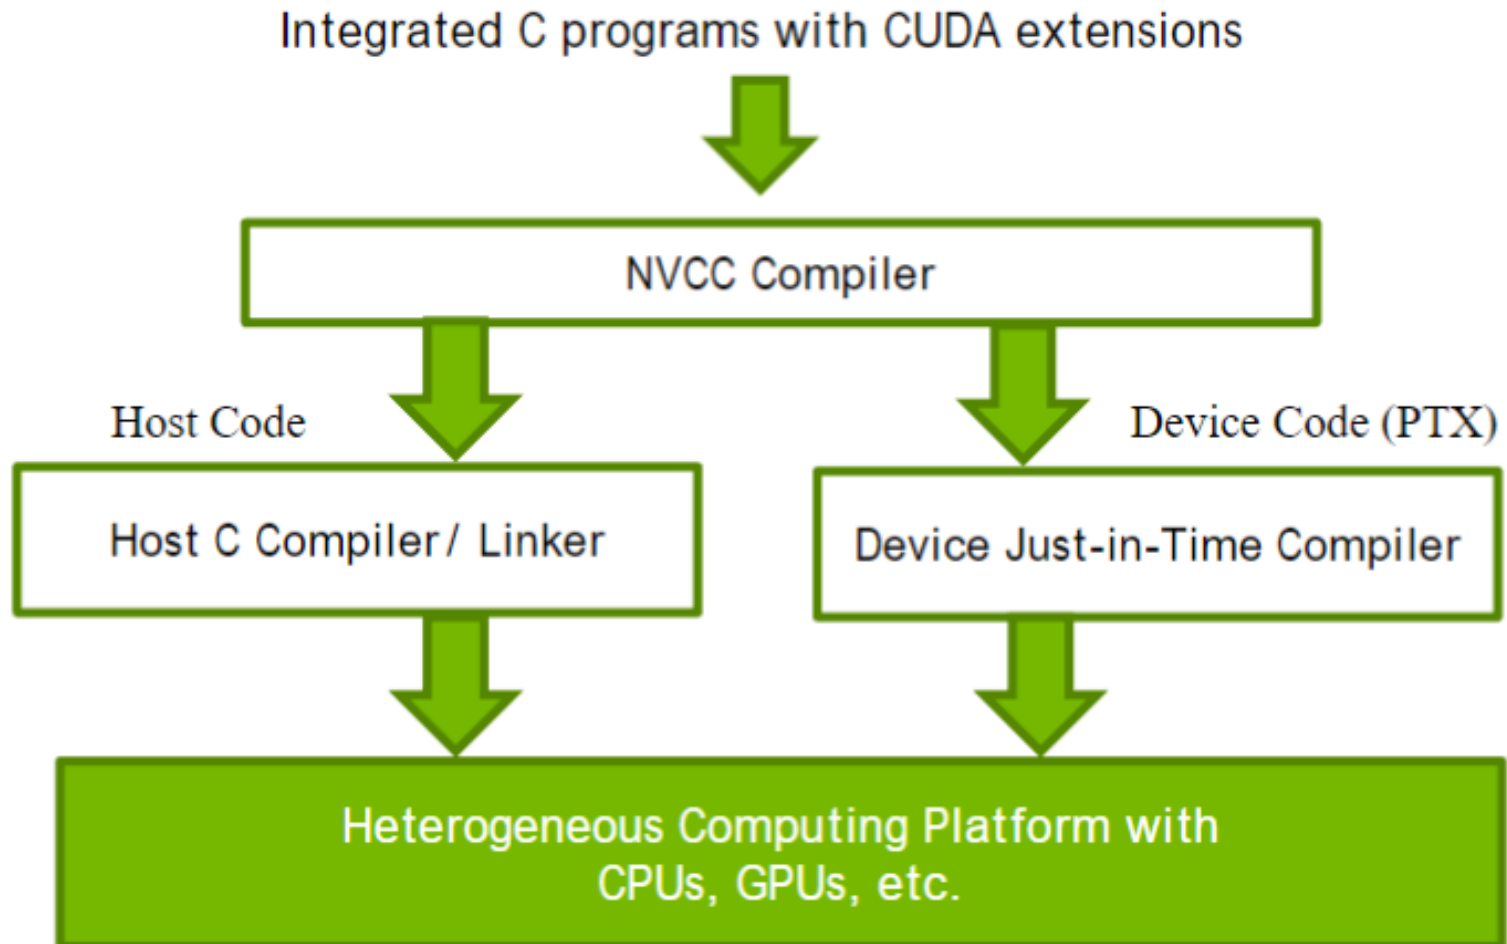 Integrated C programs with CUDA extensions
NVCC Compiler
Host Code
Device Code (PTX)
Host C Compiler/ Linker
Device Just-in-Time Compiler
Heterogeneous Computing Platform with
CPUs, GPUs, etc.